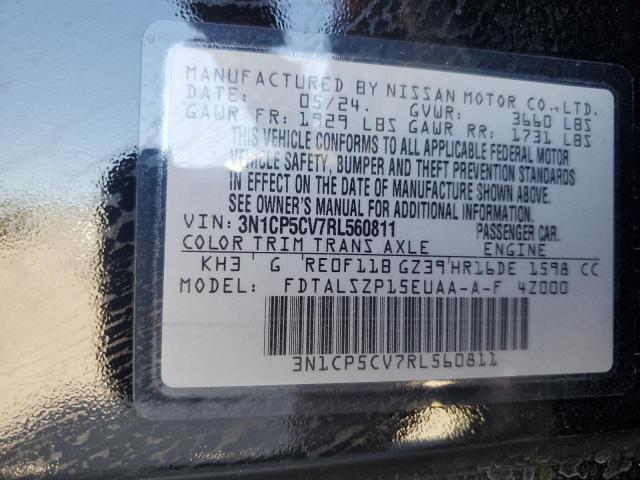 MANUFACTURED BY NISSAN MOTOR CO.,LTD.
DATE: 05/24. GVWR: 3660 LBS
GAWR FR: 1929 LBS GAWR RR: 1731 LBS
THIS VEHICLE CONFORMS TO ALL APPLICABLE FEDERAL MOTOR
VEHICLE SAFETY, BUMPER AND THEFT PREVENTION STANDARDS
IN EFFECT ON THE DATE OF MANUFACTURE SHOWN ABOVE.
SEE OWNER'S MANUAL FOR ADDITIONAL INFORMATION.
VIN: 3N1CP5CV7RL560811 PASSENGER CAR.
COLOR TRIM TRANS AXLE ENGINE
KH3 G RE0F11B GZ39 HR16DE 1598 CC
MODEL: FDTALSZP15EUAA-A-F 4Z000
3N1CP5CV7RL560811